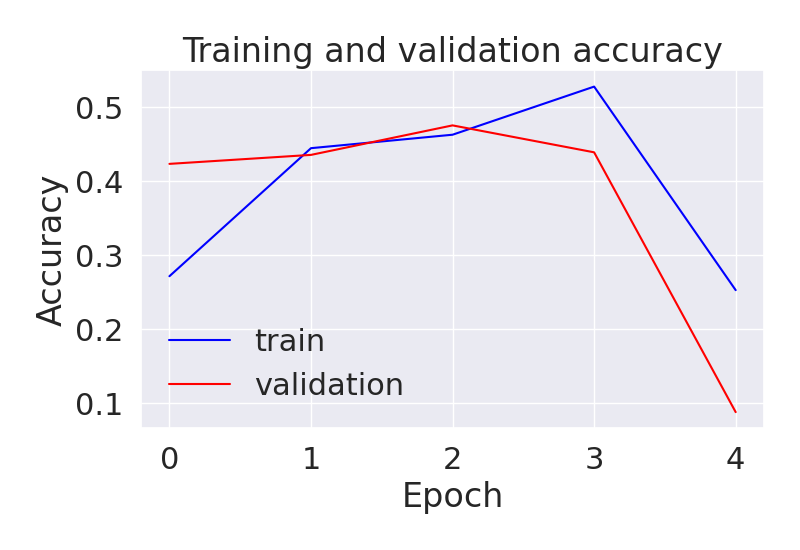 Training and validation accuracy
Accuracy
0.5
0.4
0.3
0.2
0.1
train
validation
0 1 2 3 4
Epoch